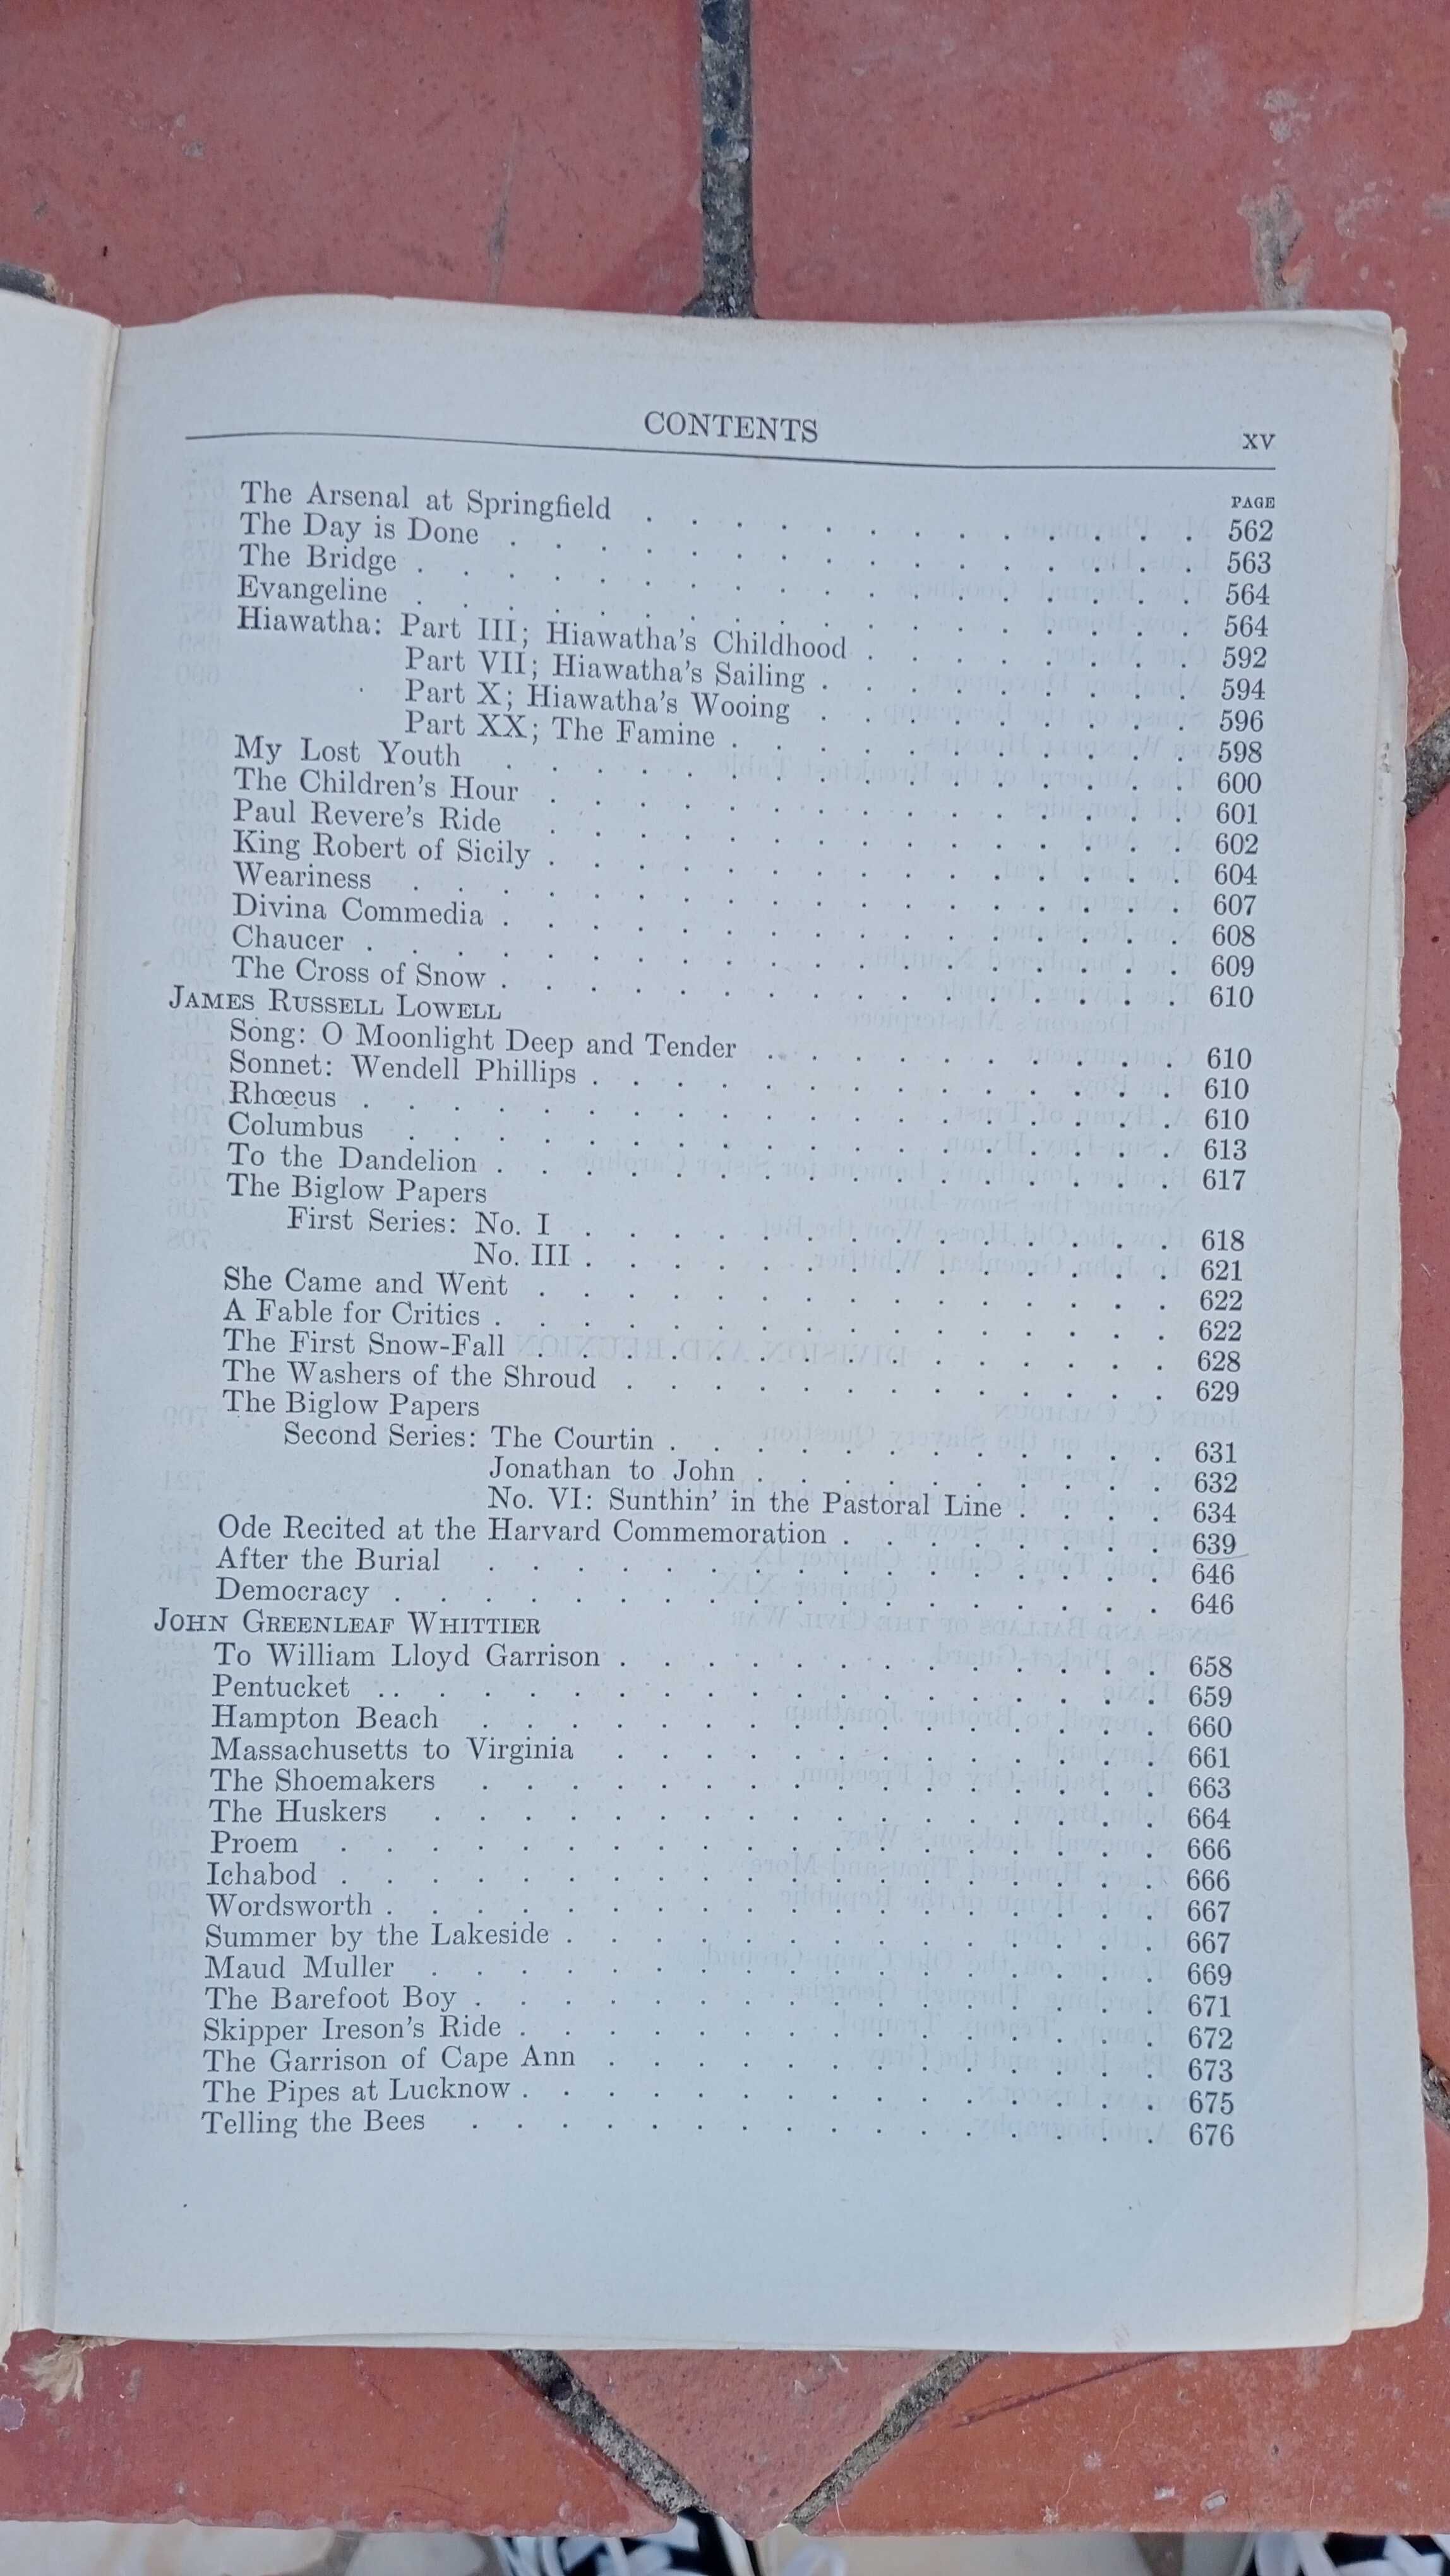 CONTENTS xv
PAGE
The Arsenal at Springfield . . . . . . . . . . . . . 562
The Day is Done . . . . . . . . . . . . . . . . 563
The Bridge . . . . . . . . . . . . . . . . . . 564
Evangeline . . . . . . . . . . . . . . . . . . 564
Hiawatha: Part III; Hiawatha's Childhood . . . . . . . . 592
Part VII; Hiawatha's Sailing . . . . . . . . . 594
Part X; Hiawatha's Wooing . . . . . . . . . 596
Part XX; The Famine . . . . . . . . . . . 598
My Lost Youth . . . . . . . . . . . . . . . . 600
The Children's Hour . . . . . . . . . . . . . . . 601
Paul Revere's Ride . . . . . . . . . . . . . . . 602
King Robert of Sicily . . . . . . . . . . . . . . . 604
Weariness . . . . . . . . . . . . . . . . . . 607
Divina Commedia . . . . . . . . . . . . . . . . 608
Chaucer . . . . . . . . . . . . . . . . . . . 609
The Cross of Snow . . . . . . . . . . . . . . . . 610
JAMES RUSSELL LOWELL
Song: O Moonlight Deep and Tender . . . . . . . . . . 610
Sonnet: Wendell Phillips . . . . . . . . . . . . . . 610
Rhœcus . . . . . . . . . . . . . . . . . . . 610
Columbus . . . . . . . . . . . . . . . . . . 613
To the Dandelion . . . . . . . . . . . . . . . . 617
The Biglow Papers
First Series: No. I . . . . . . . . . . . . . . 618
No. III . . . . . . . . . . . . . . 621
She Came and Went . . . . . . . . . . . . . . . 622
A Fable for Critics . . . . . . . . . . . . . . . . 622
The First Snow-Fall . . . . . . . . . . . . . . . 628
The Washers of the Shroud . . . . . . . . . . . . . 629
The Biglow Papers
Second Series: The Courtin . . . . . . . . . . . . 631
Jonathan to John . . . . . . . . . . 632
No. VI: Sunthin' in the Pastoral Line . . . . 634
Ode Recited at the Harvard Commemoration . . . . . . . . 639
After the Burial . . . . . . . . . . . . . . . . 646
Democracy . . . . . . . . . . . . . . . . . . 646
JOHN GREENLEAF WHITTIER
To William Lloyd Garrison . . . . . . . . . . . . . 658
Pentucket . . . . . . . . . . . . . . . . . . 659
Hampton Beach . . . . . . . . . . . . . . . . 660
Massachusetts to Virginia . . . . . . . . . . . . . 661
The Shoemakers . . . . . . . . . . . . . . . . 663
The Huskers . . . . . . . . . . . . . . . . . 664
Proem . . . . . . . . . . . . . . . . . . . 666
Ichabod . . . . . . . . . . . . . . . . . . . 666
Wordsworth . . . . . . . . . . . . . . . . . . 667
Summer by the Lakeside . . . . . . . . . . . . . . 667
Maud Muller . . . . . . . . . . . . . . . . . 669
The Barefoot Boy . . . . . . . . . . . . . . . . 671
Skipper Ireson's Ride . . . . . . . . . . . . . . . 672
The Garrison of Cape Ann . . . . . . . . . . . . . 673
The Pipes at Lucknow . . . . . . . . . . . . . . . 675
Telling the Bees . . . . . . . . . . . . . . . . 676